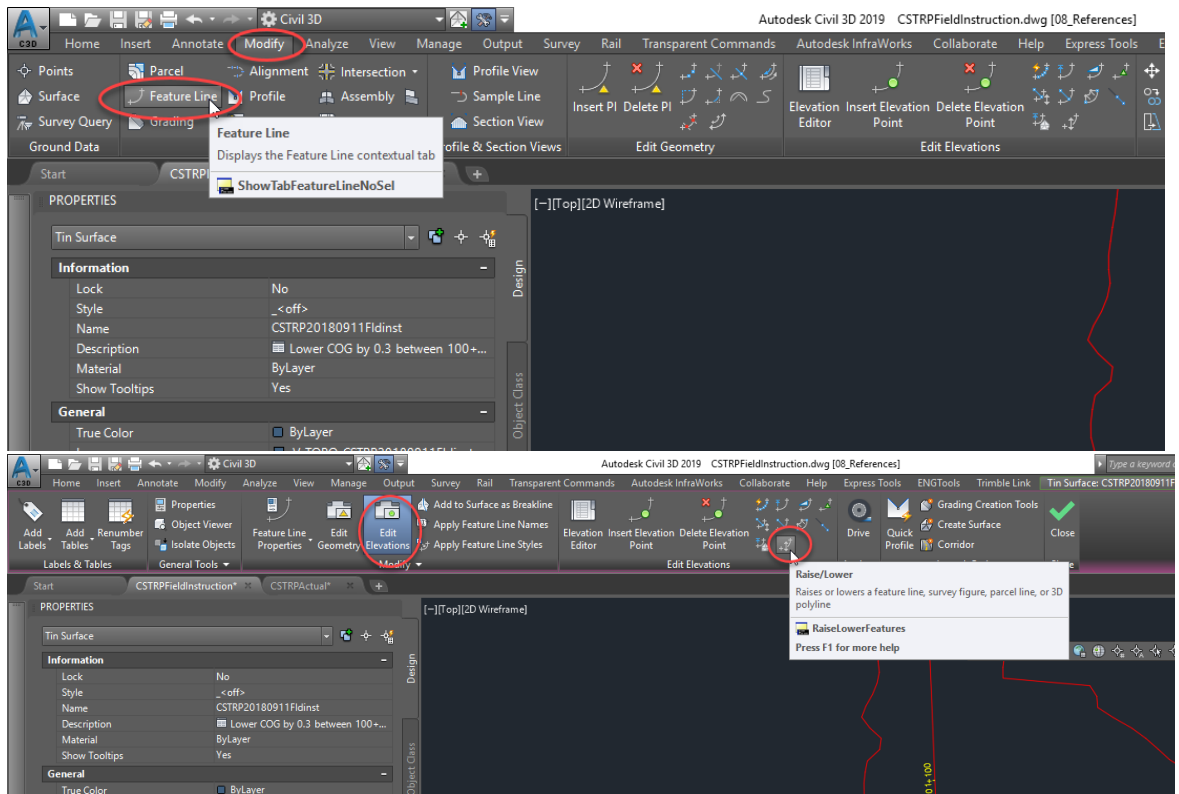 Civil 3D
Autodesk Civil 3D 2019 CSTRPFieldInstruction.dwg [08_References]
C3D
Home Insert Annotate Modify Analyze View Manage Output Survey Rail Transparent Commands Autodesk InfraWorks Collaborate Help Express Tools E
Points Parcel Alignment Intersection Profile View
Surface Feature Line Profile Assembly Sample Line
Survey Query Grading Section View
Insert PI Delete PI
Elevation Editor Insert Elevation Point Delete Elevation Point
Ground Data ofile & Section Views Edit Geometry Edit Elevations
Feature Line
Displays the Feature Line contextual tab
ShowTabFeatureLineNoSel
Start CSTRP
PROPERTIES
[−][Top][2D Wireframe]
Tin Surface
Information
Lock No
Style _<off>
Name CSTRP20180911Fldinst
Description Lower COG by 0.3 between 100+...
Material ByLayer
Show Tooltips Yes
General
True Color ByLayer
Design
Object Class
Civil 3D
Autodesk Civil 3D 2019 CSTRPFieldInstruction.dwg [08_References]
Type a keyword
C3D
Home Insert Annotate Modify Analyze View Manage Output Survey Rail Transparent Commands Autodesk InfraWorks Collaborate Help Express Tools ENGTools Trimble Link Tin Surface: CSTRP20180911F
Add Labels Add Tables Renumber Tags
Properties
Object Viewer
Isolate Objects
Feature Line Properties Edit Geometry Edit Elevations
Add to Surface as Breakline
Apply Feature Line Names
Apply Feature Line Styles
Elevation Editor Insert Elevation Point Delete Elevation Point
Drive Quick Profile
Grading Creation Tools
Create Surface
Corridor
Close
Labels & Tables General Tools Modify Edit Elevations
Raise/Lower
Raises or lowers a feature line, survey figure, parcel line, or 3D
polyline
RaiseLowerFeatures
Press F1 for more help
Start CSTRPFieldInstruction* CSTRPActual*
PROPERTIES
[−][Top][2D Wireframe]
Tin Surface
Information
Lock No
Style _<off>
Name CSTRP20180911Fldinst
Description Lower COG by 0.3 between 100+...
Material ByLayer
Show Tooltips Yes
General
True Color ByLayer
Design
Object Class